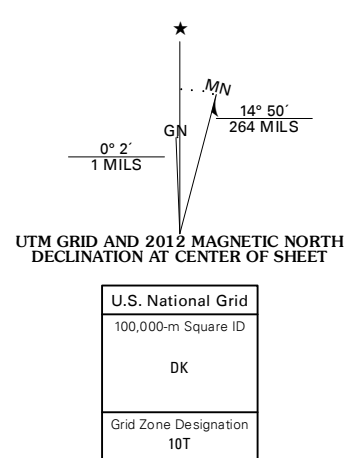 ★
MN
14° 50´
264 MILS
GN
0° 2´
1 MILS
UTM GRID AND 2012 MAGNETIC NORTH
DECLINATION AT CENTER OF SHEET
U.S. National Grid
100,000-m Square ID
DK
Grid Zone Designation
10T